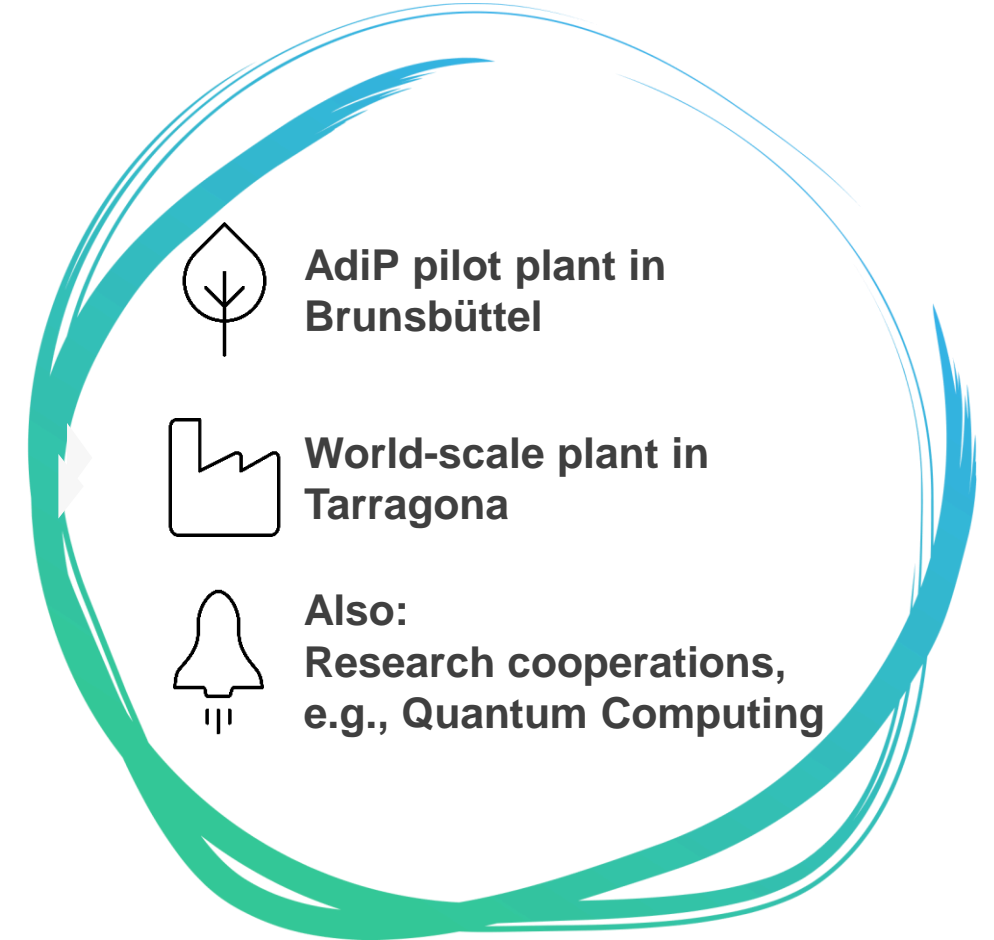 AdiP pilot plant in
Brunsbüttel
World-scale plant in
Tarragona
Also:
Research cooperations,
e.g., Quantum Computing